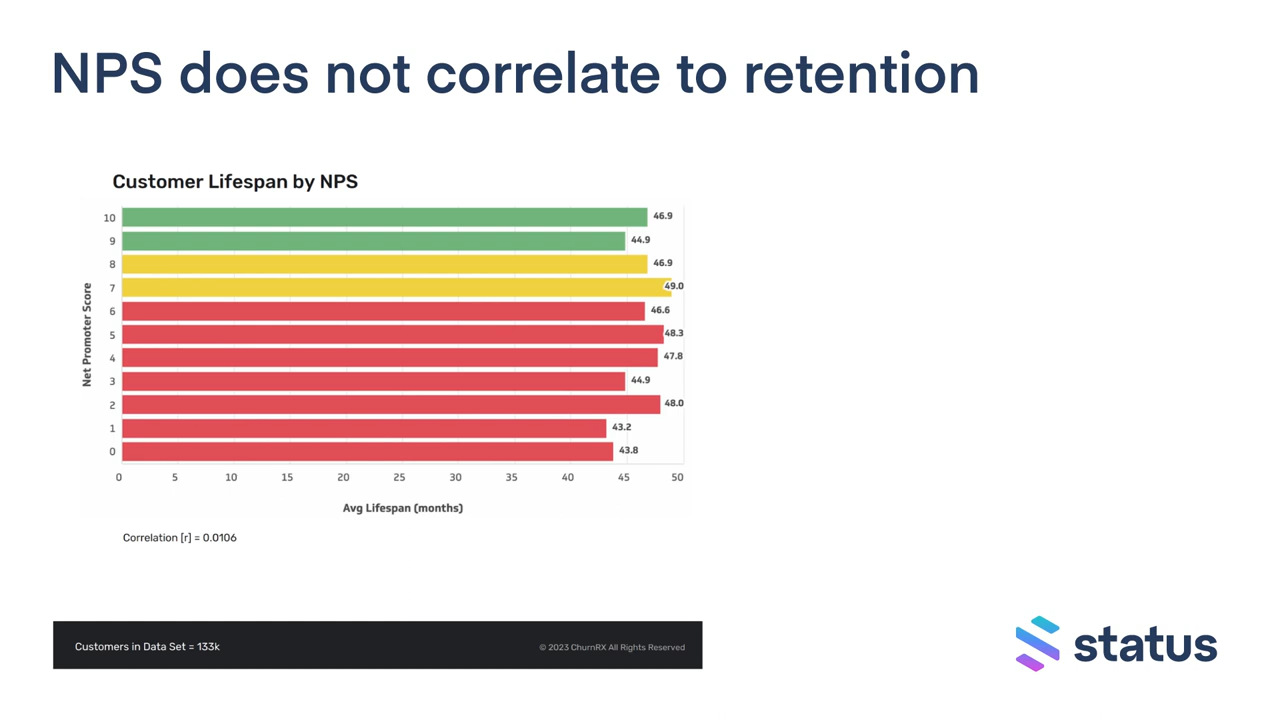 NPS does not correlate to retention
Customer Lifespan by NPS
Net Promoter Score
10 46.9
9 44.9
8 46.9
7 49.0
6 46.6
5 48.3
4 47.8
3 44.9
2 48.0
1 43.2
0 43.8
0 5 10 15 20 25 30 35 40 45 50
Avg Lifespan (months)
Correlation [r] = 0.0106
Customers in Data Set = 133k © 2023 ChurnRX All Rights Reserved
status